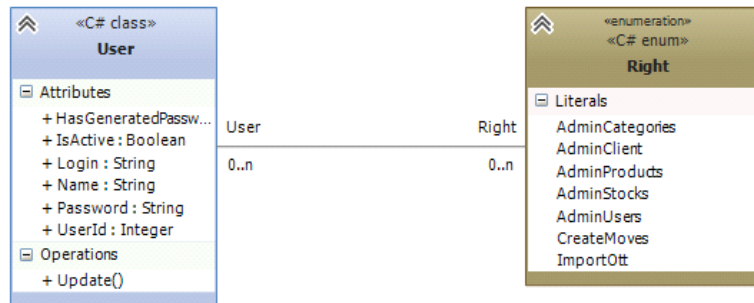 «C# class»
User
Attributes
+ HasGeneratedPassw...
+ IsActive : Boolean
+ Login : String
+ Name : String
+ Password : String
+ UserId : Integer
Operations
+ Update()
User
Right
0..n
0..n
«enumeration»
«C# enum»
Right
Literals
AdminCategories
AdminClient
AdminProducts
AdminStocks
AdminUsers
CreateMoves
ImportOtt